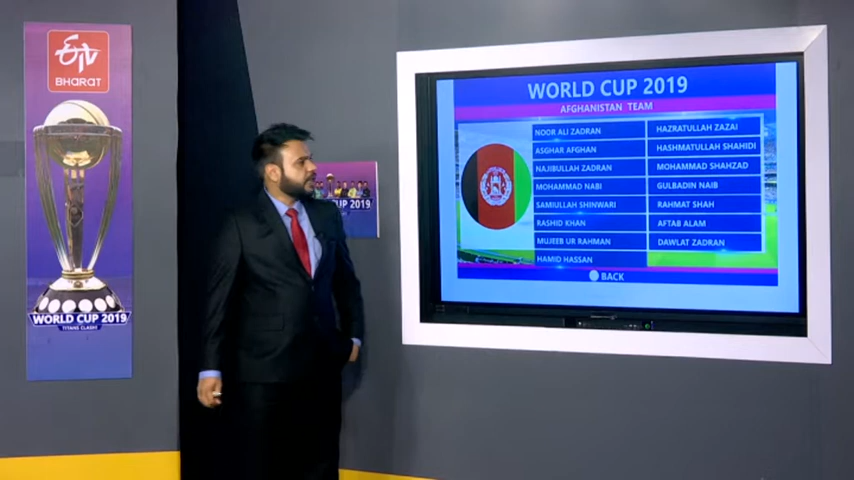 ETV
BHARAT
WORLD CUP 2019
TITANS CLASH
CUP 2019
WORLD CUP 2019
AFGHANISTAN TEAM
NOOR ALI ZADRAN
ASGHAR AFGHAN
NAJIBULLAH ZADRAN
MOHAMMAD NABI
SAMIULLAH SHINWARI
RASHID KHAN
MUJEEB UR RAHMAN
HAMID HASSAN
HAZRATULLAH ZAZAI
HASHMATULLAH SHAHIDI
MOHAMMAD SHAHZAD
GULBADIN NAIB
RAHMAT SHAH
AFTAB ALAM
DAWLAT ZADRAN
BACK